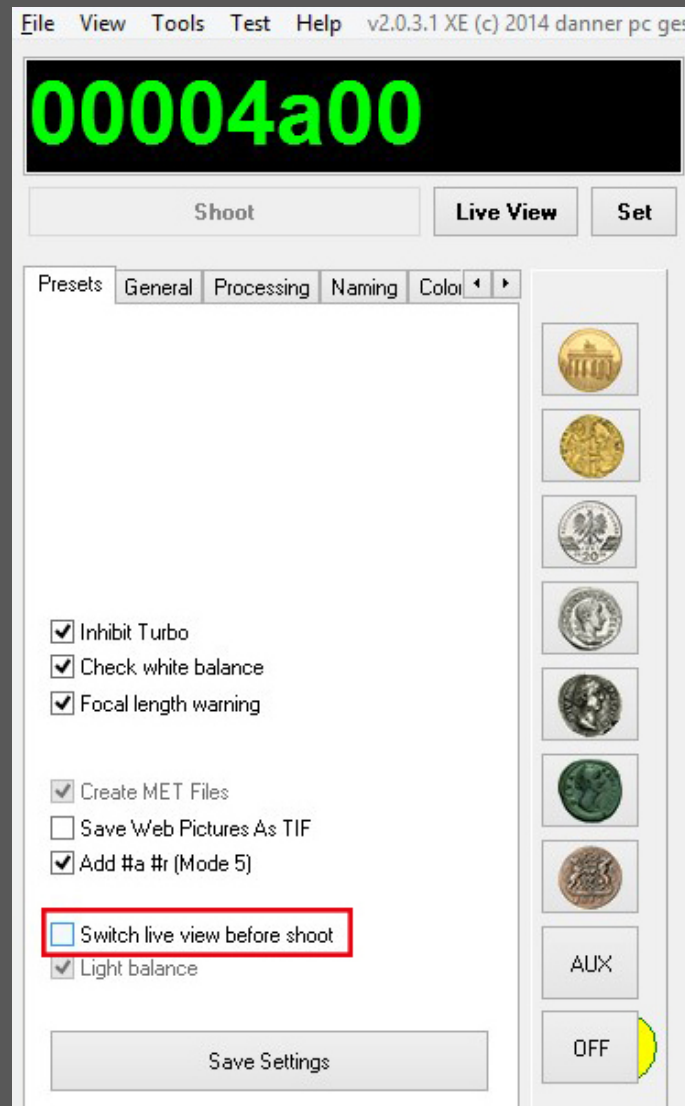 File View Tools Test Help v2.0.3.1 XE (c) 2014 danner pc ges
00004a00
Shoot Live View Set
Presets General Processing Naming Color
Inhibit Turbo
Check white balance
Focal length warning
Create MET Files
Save Web Pictures As TIF
Add #a #r (Mode 5)
Switch live view before shoot
Light balance
Save Settings
20
AUX
OFF